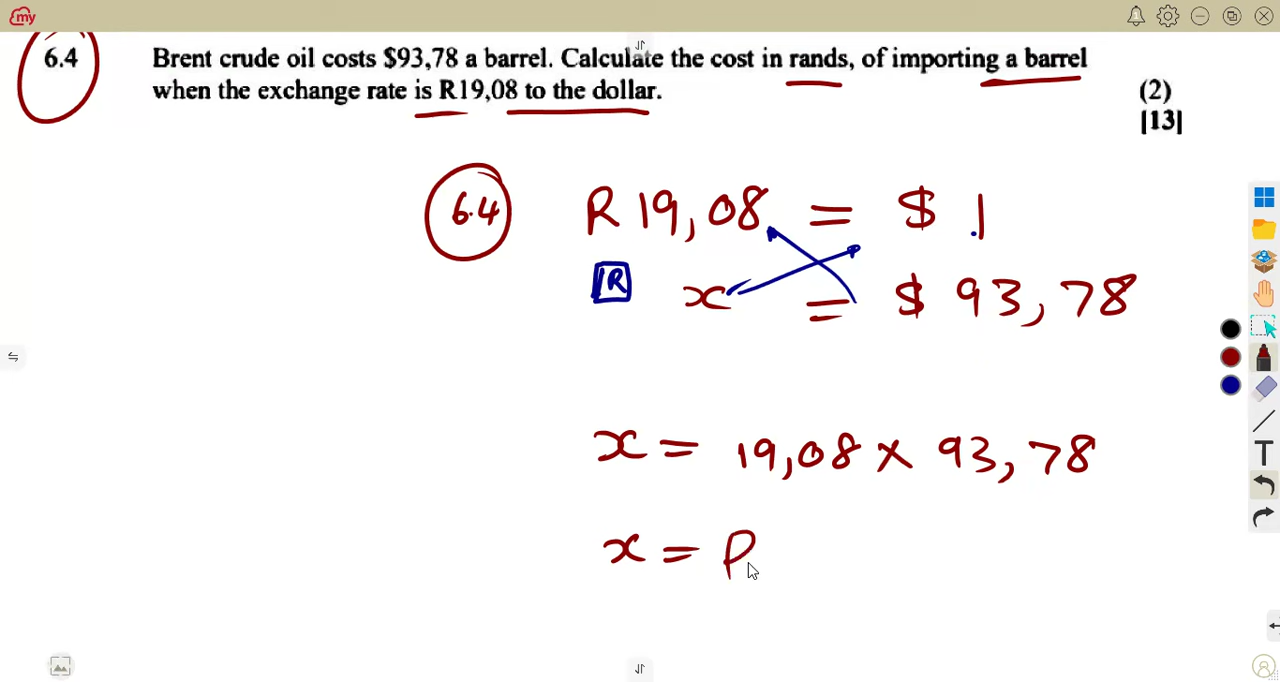 my
6.4 Brent crude oil costs $93,78 a barrel. Calculate the cost in rands, of importing a barrel
when the exchange rate is R19,08 to the dollar. (2)
[13]
6.4 R 19,08 = $ 1
R x = $ 93,78
x = 19,08 × 93,78
x = P
T